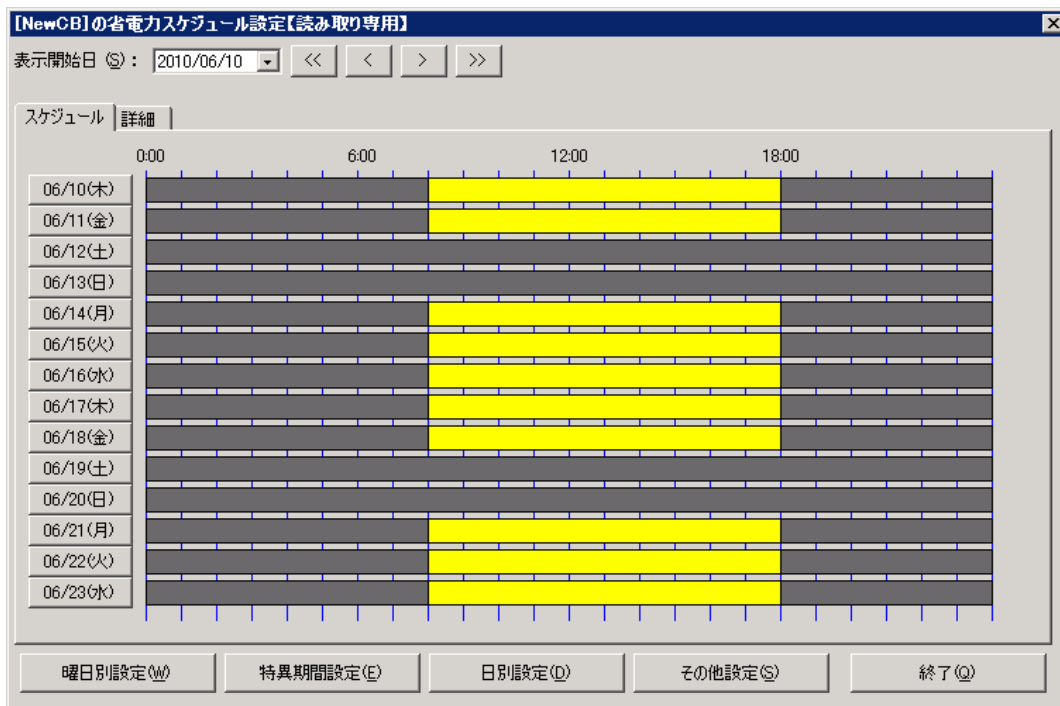 [NewCB]の省電力スケジュール設定【読み取り専用】
表示開始日 (S)： 2010/06/10 << < > >>
スケジュール 詳細
0:00 6:00 12:00 18:00
06/10(木)
06/11(金)
06/12(土)
06/13(日)
06/14(月)
06/15(火)
06/16(水)
06/17(木)
06/18(金)
06/19(土)
06/20(日)
06/21(月)
06/22(火)
06/23(水)
曜日別設定(W) 特異期間設定(E) 日別設定(D) その他設定(S) 終了(Q)